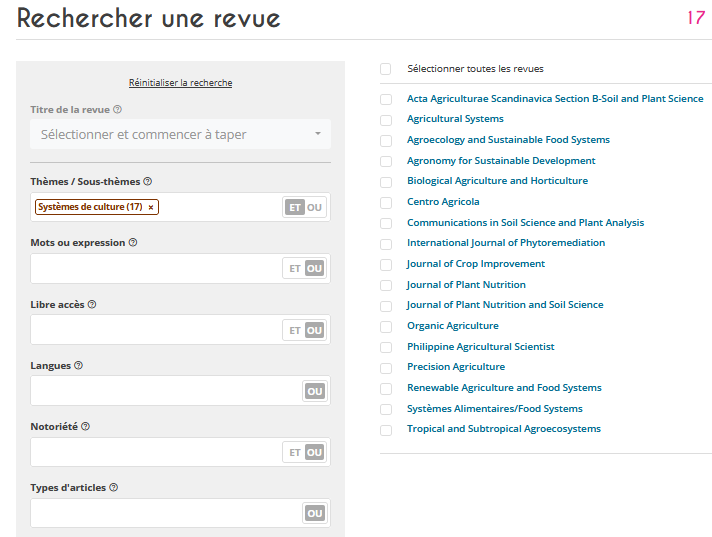 Rechercher une revue
17
Réinitialiser la recherche
Titre de la revue ?
Sélectionner et commencer à taper
Thèmes / Sous-thèmes ?
Systèmes de culture (17) × ET OU
Mots ou expression ?
ET OU
Libre accès ?
ET OU
Langues ?
OU
Notoriété ?
ET OU
Types d'articles ?
OU
Sélectionner toutes les revues
Acta Agriculturae Scandinavica Section B-Soil and Plant Science
Agricultural Systems
Agroecology and Sustainable Food Systems
Agronomy for Sustainable Development
Biological Agriculture and Horticulture
Centro Agricola
Communications in Soil Science and Plant Analysis
International Journal of Phytoremediation
Journal of Crop Improvement
Journal of Plant Nutrition
Journal of Plant Nutrition and Soil Science
Organic Agriculture
Philippine Agricultural Scientist
Precision Agriculture
Renewable Agriculture and Food Systems
Systèmes Alimentaires/Food Systems
Tropical and Subtropical Agroecosystems